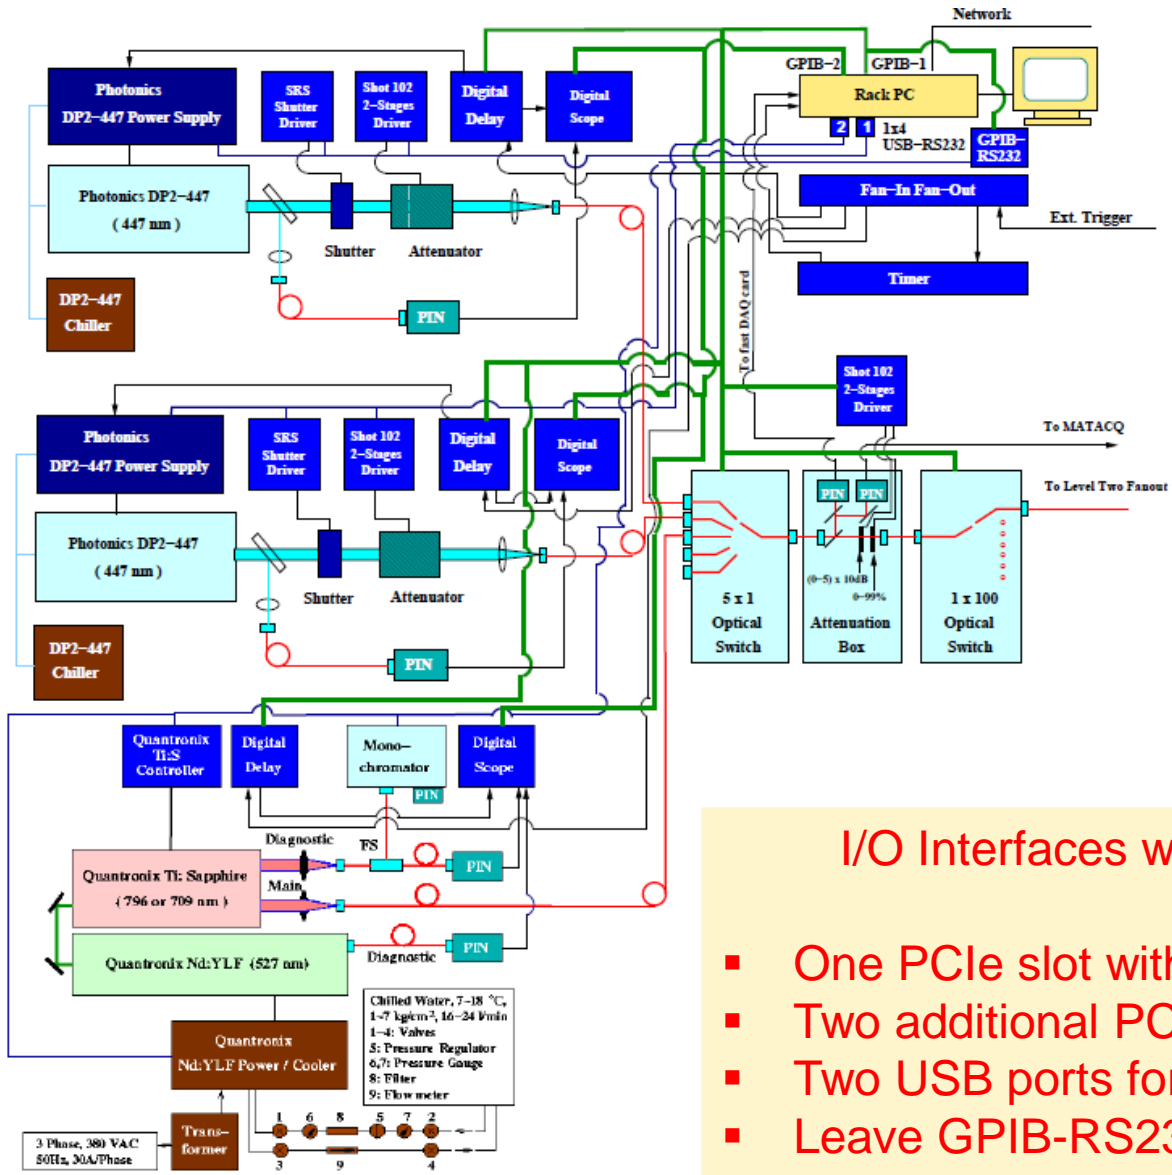 Network
GPIB-2 GPIB-1
Photonics
DP2-447 Power Supply
SRS
Shutter
Driver
Shot 102
2-Stages
Driver
Digital
Delay
Digital
Scope
Rack PC
2 1
1x4
USB-RS232
GPIB-
RS232
Photonics DP2-447
( 447 nm )
Shutter
Attenuator
Fan-In Fan-Out
Ext. Trigger
Timer
DP2-447
Chiller
PIN
To fast DAQ card
Shot 102
2-Stages
Driver
Photonics
DP2-447 Power Supply
SRS
Shutter
Driver
Shot 102
2-Stages
Driver
Digital
Delay
Digital
Scope
To MATACQ
To Level Two Fanout
PIN PIN
Photonics DP2-447
( 447 nm )
Shutter
Attenuator
(0-5) x 10dB
0-99%
5 x 1
Optical
Switch
Attenuation
Box
1 x 100
Optical
Switch
DP2-447
Chiller
PIN
Quantronix
Ti:S
Controller
Digital
Delay
Mono-
chromator
PIN
Digital
Scope
Diagnostic
FS
PIN
Quantronix Ti: Sapphire
( 796 or 709 nm )
Main
Quantronix Nd:YLF (527 nm)
Diagnostic
PIN
Chilled Water, 7-18 °C,
1-7 kg/cm², 16-24 l/min
1-4: Valves
5: Pressure Regulator
6,7: Pressure Gauge
8: Filter
9: Flow meter
Quantronix
Nd:YLF Power / Cooler
1 6 8 5 7 2
3 9 4
Trans-
former
3 Phase, 380 VAC
50Hz, 30A/Phase
I/O Interfaces w
▪ One PCIe slot with
▪ Two additional PC
▪ Two USB ports for
▪ Leave GPIB-RS23